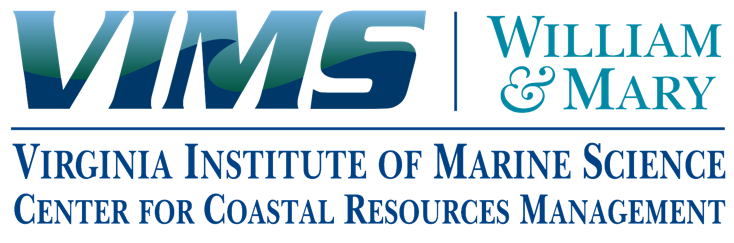 VIMS
WILLIAM
& MARY
VIRGINIA INSTITUTE OF MARINE SCIENCE
CENTER FOR COASTAL RESOURCES MANAGEMENT